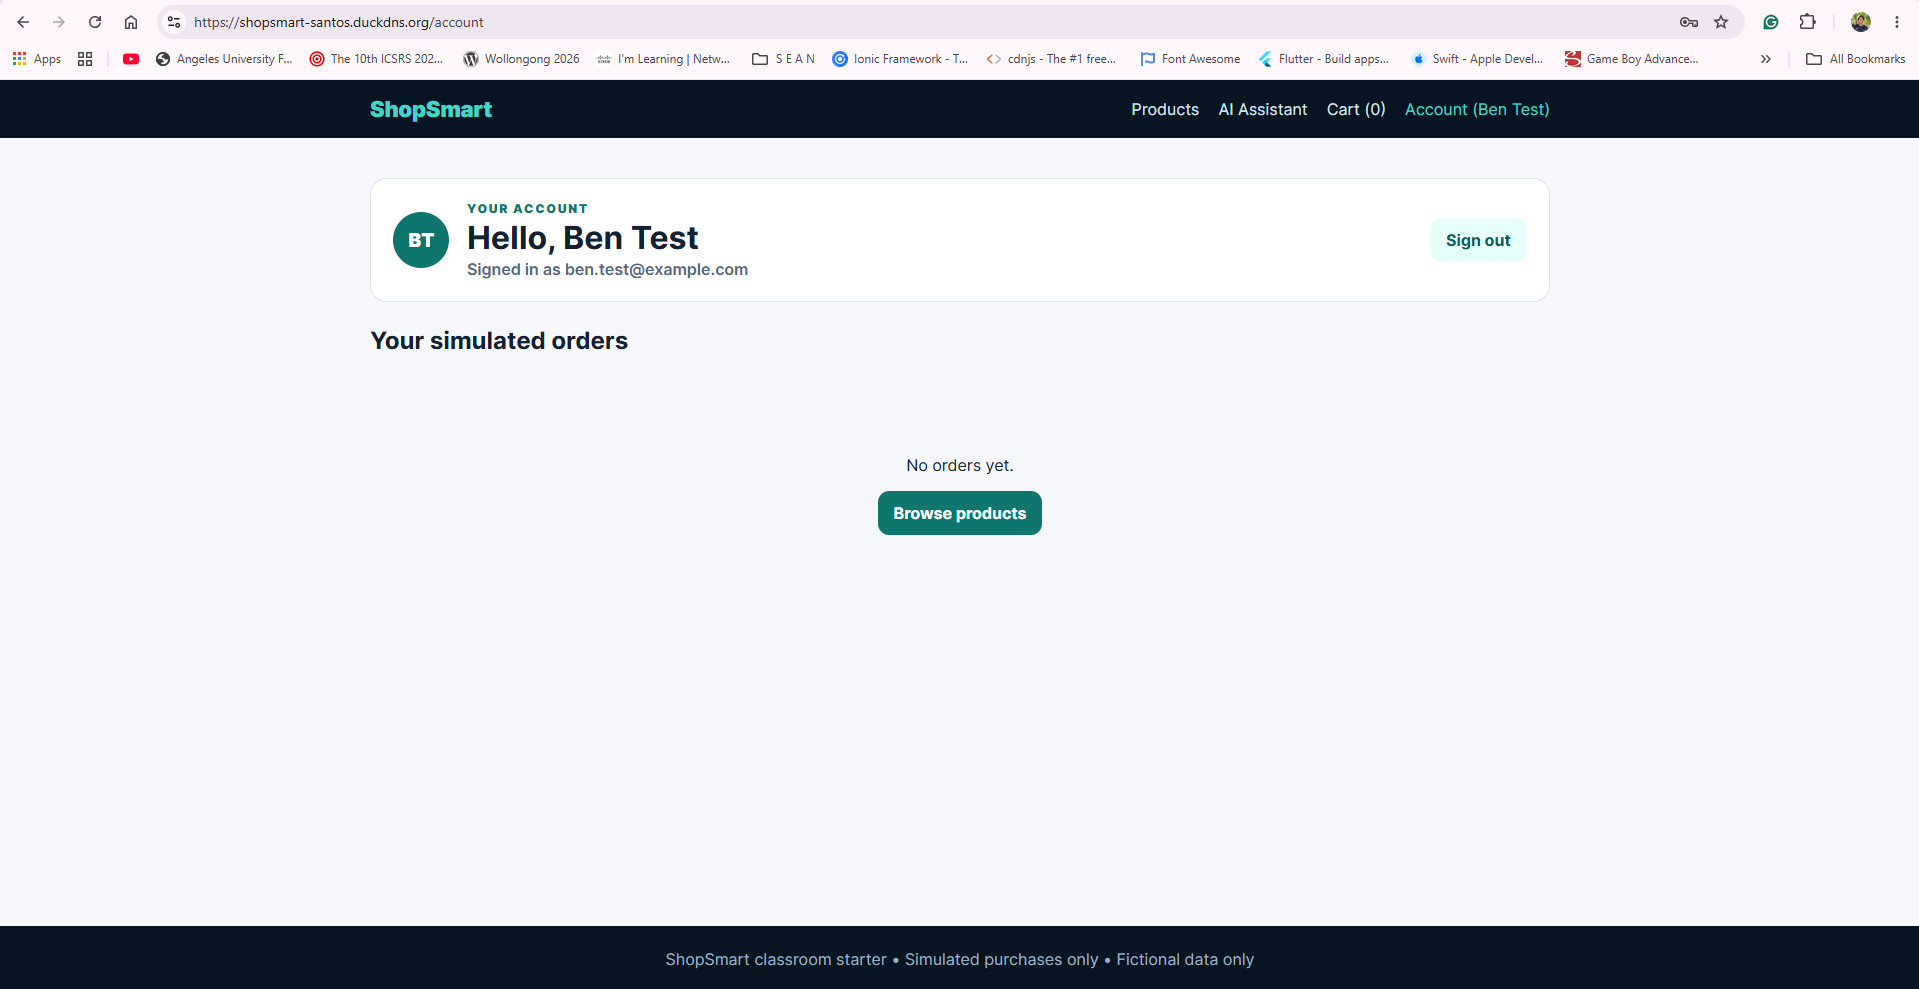 https://shopsmart-santos.duckdns.org/account
Apps
Angeles University F...
The 10th ICSRS 202...
Wollongong 2026
I'm Learning | Netw...
S E A N
Ionic Framework - T...
cdnjs - The #1 free...
Font Awesome
Flutter - Build apps...
Swift - Apple Devel...
Game Boy Advance...
All Bookmarks
ShopSmart
Products
AI Assistant
Cart (0)
Account (Ben Test)
BT
YOUR ACCOUNT
Hello, Ben Test
Signed in as ben.test@example.com
Sign out
Your simulated orders
No orders yet.
Browse products
ShopSmart classroom starter • Simulated purchases only • Fictional data only